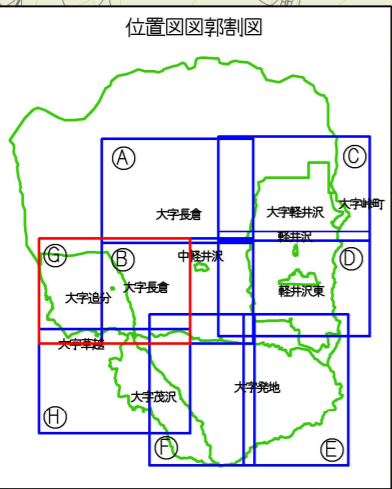 位置図図郭割図
Ⓐ
Ⓒ
大字長倉
大字軽井沢
大字峠町
軽井沢
Ⓖ
Ⓑ
中軽井沢
Ⓓ
大字追分
大字長倉
軽井沢東
大字草越
大字茂沢
大字発地
Ⓗ
Ⓕ
Ⓔ